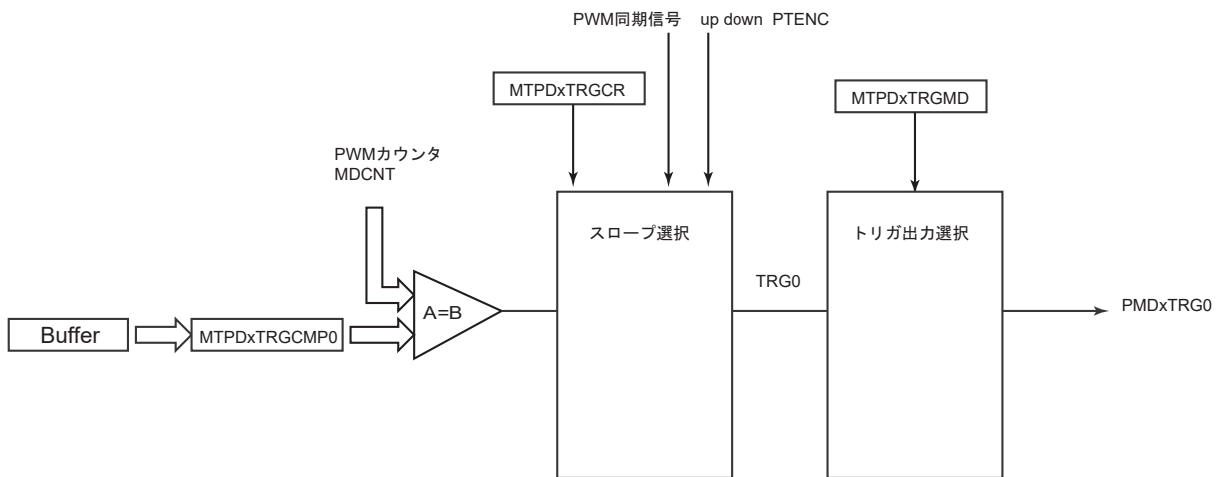 PWM同期信号 up down PTENC
MTPDxTRGCR
MTPDxTRGMD
PWMカウンタ
MDCNT
スロープ選択
トリガ出力選択
TRG0
A=B
PMDxTRG0
Buffer
MTPDxTRGCMP0